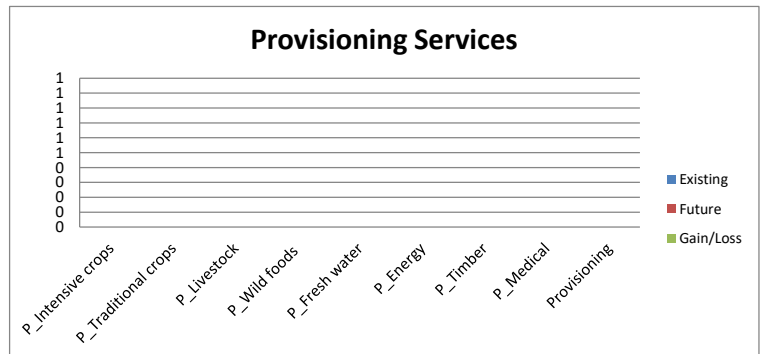 Provisioning Services
1
1
1
1
1
1
0
0
0
0
0
Existing
Future
Gain/Loss
P_Intensive crops
P_Traditional crops
P_Livestock
P_Wild foods
P_Fresh water
P_Energy
P_Timber
P_Medical
Provisioning